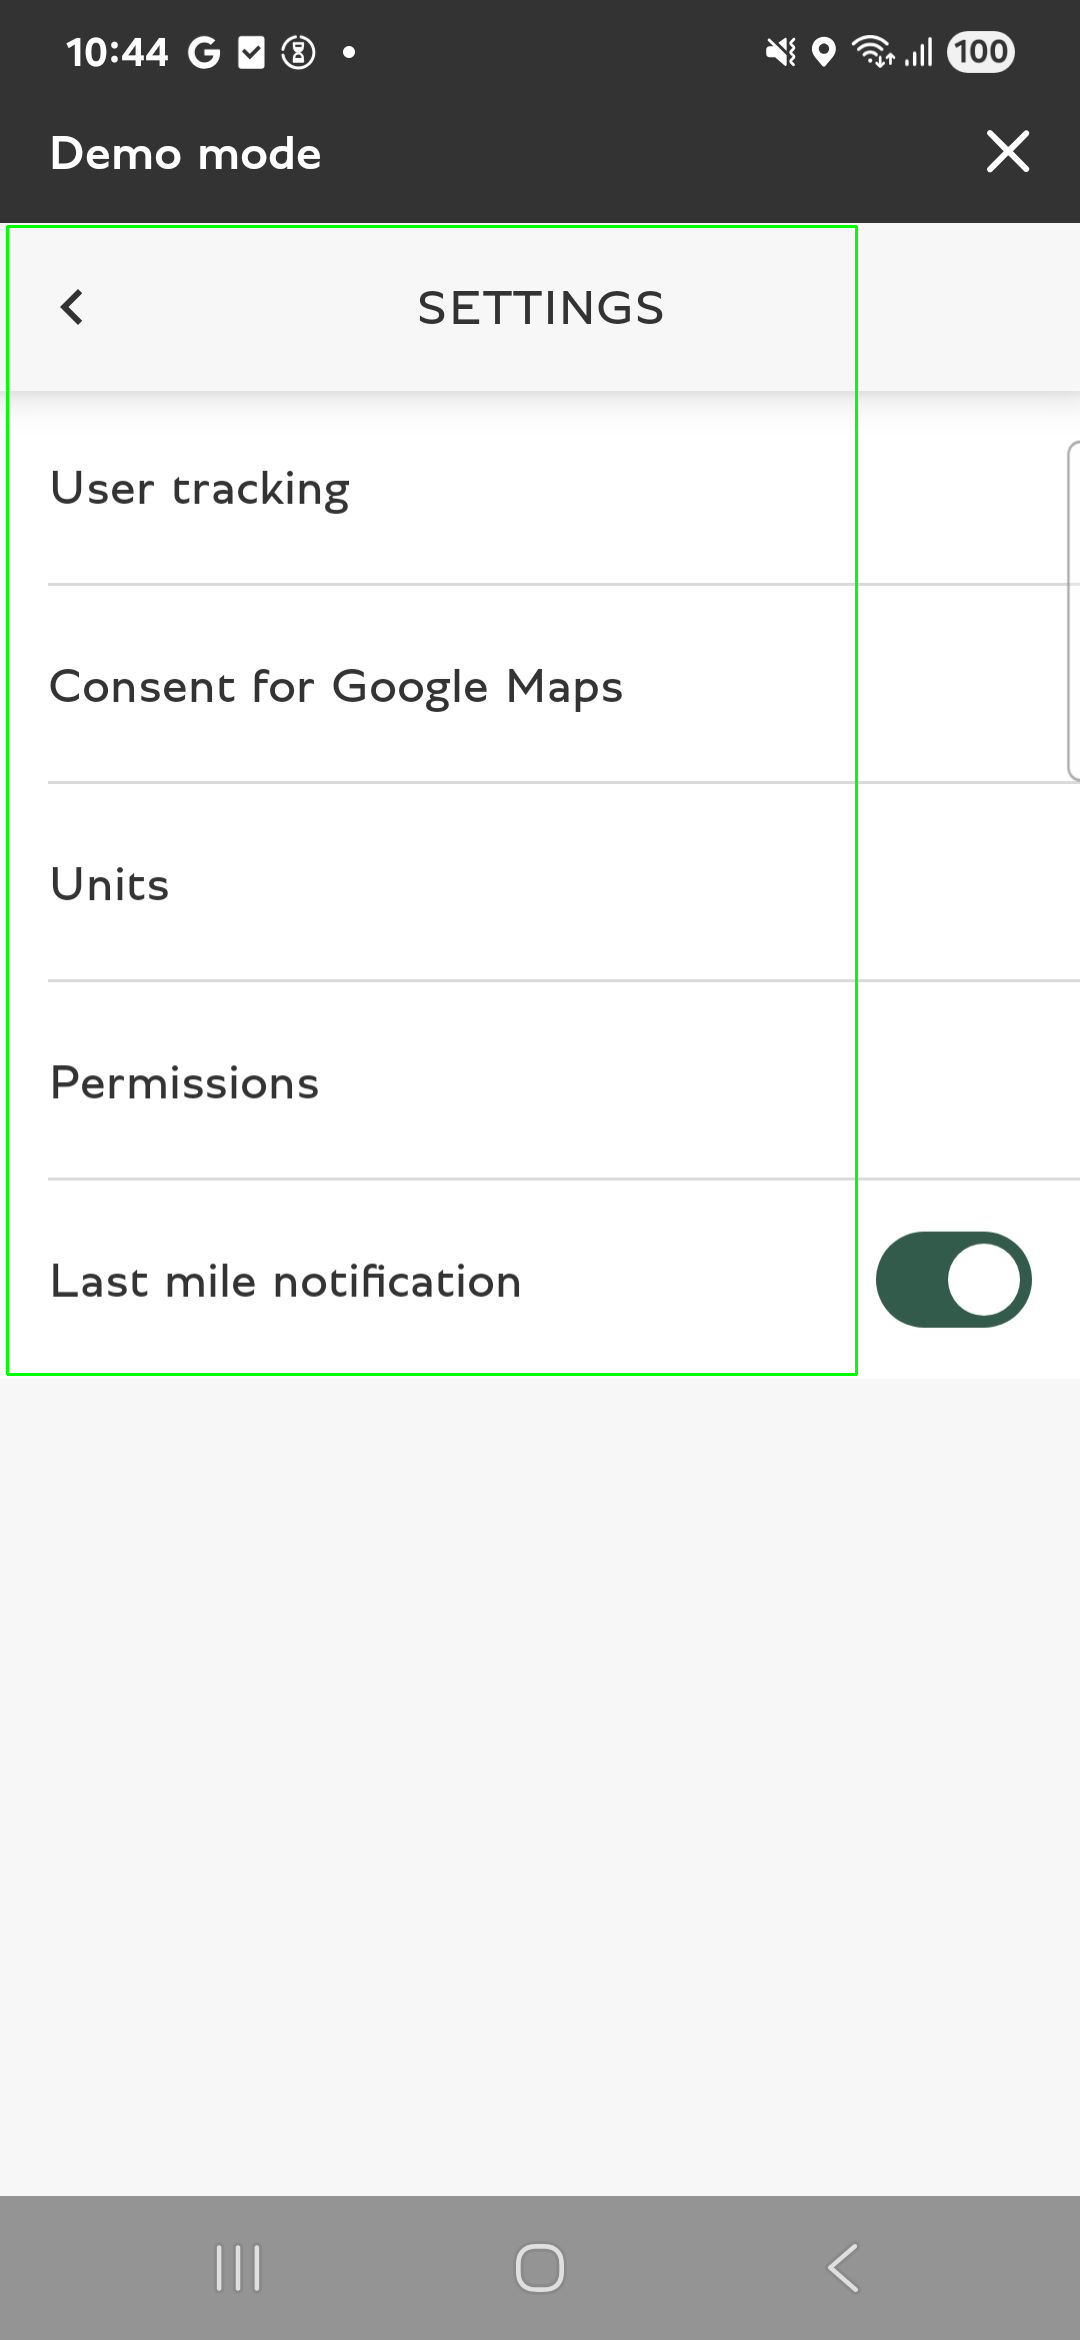 10:44
100
Demo mode
SETTINGS
User tracking
Consent for Google Maps
Units
Permissions
Last mile notification